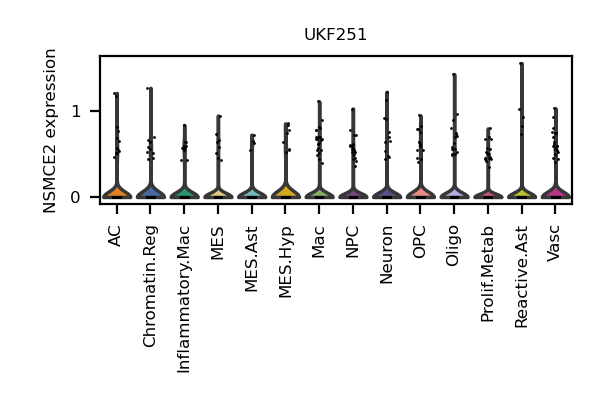 UKF251
NSMCE2 expression
1
0
AC
Chromatin.Reg
Inflammatory.Mac
MES
MES.Ast
MES.Hyp
Mac
NPC
Neuron
OPC
Oligo
Prolif.Metab
Reactive.Ast
Vasc